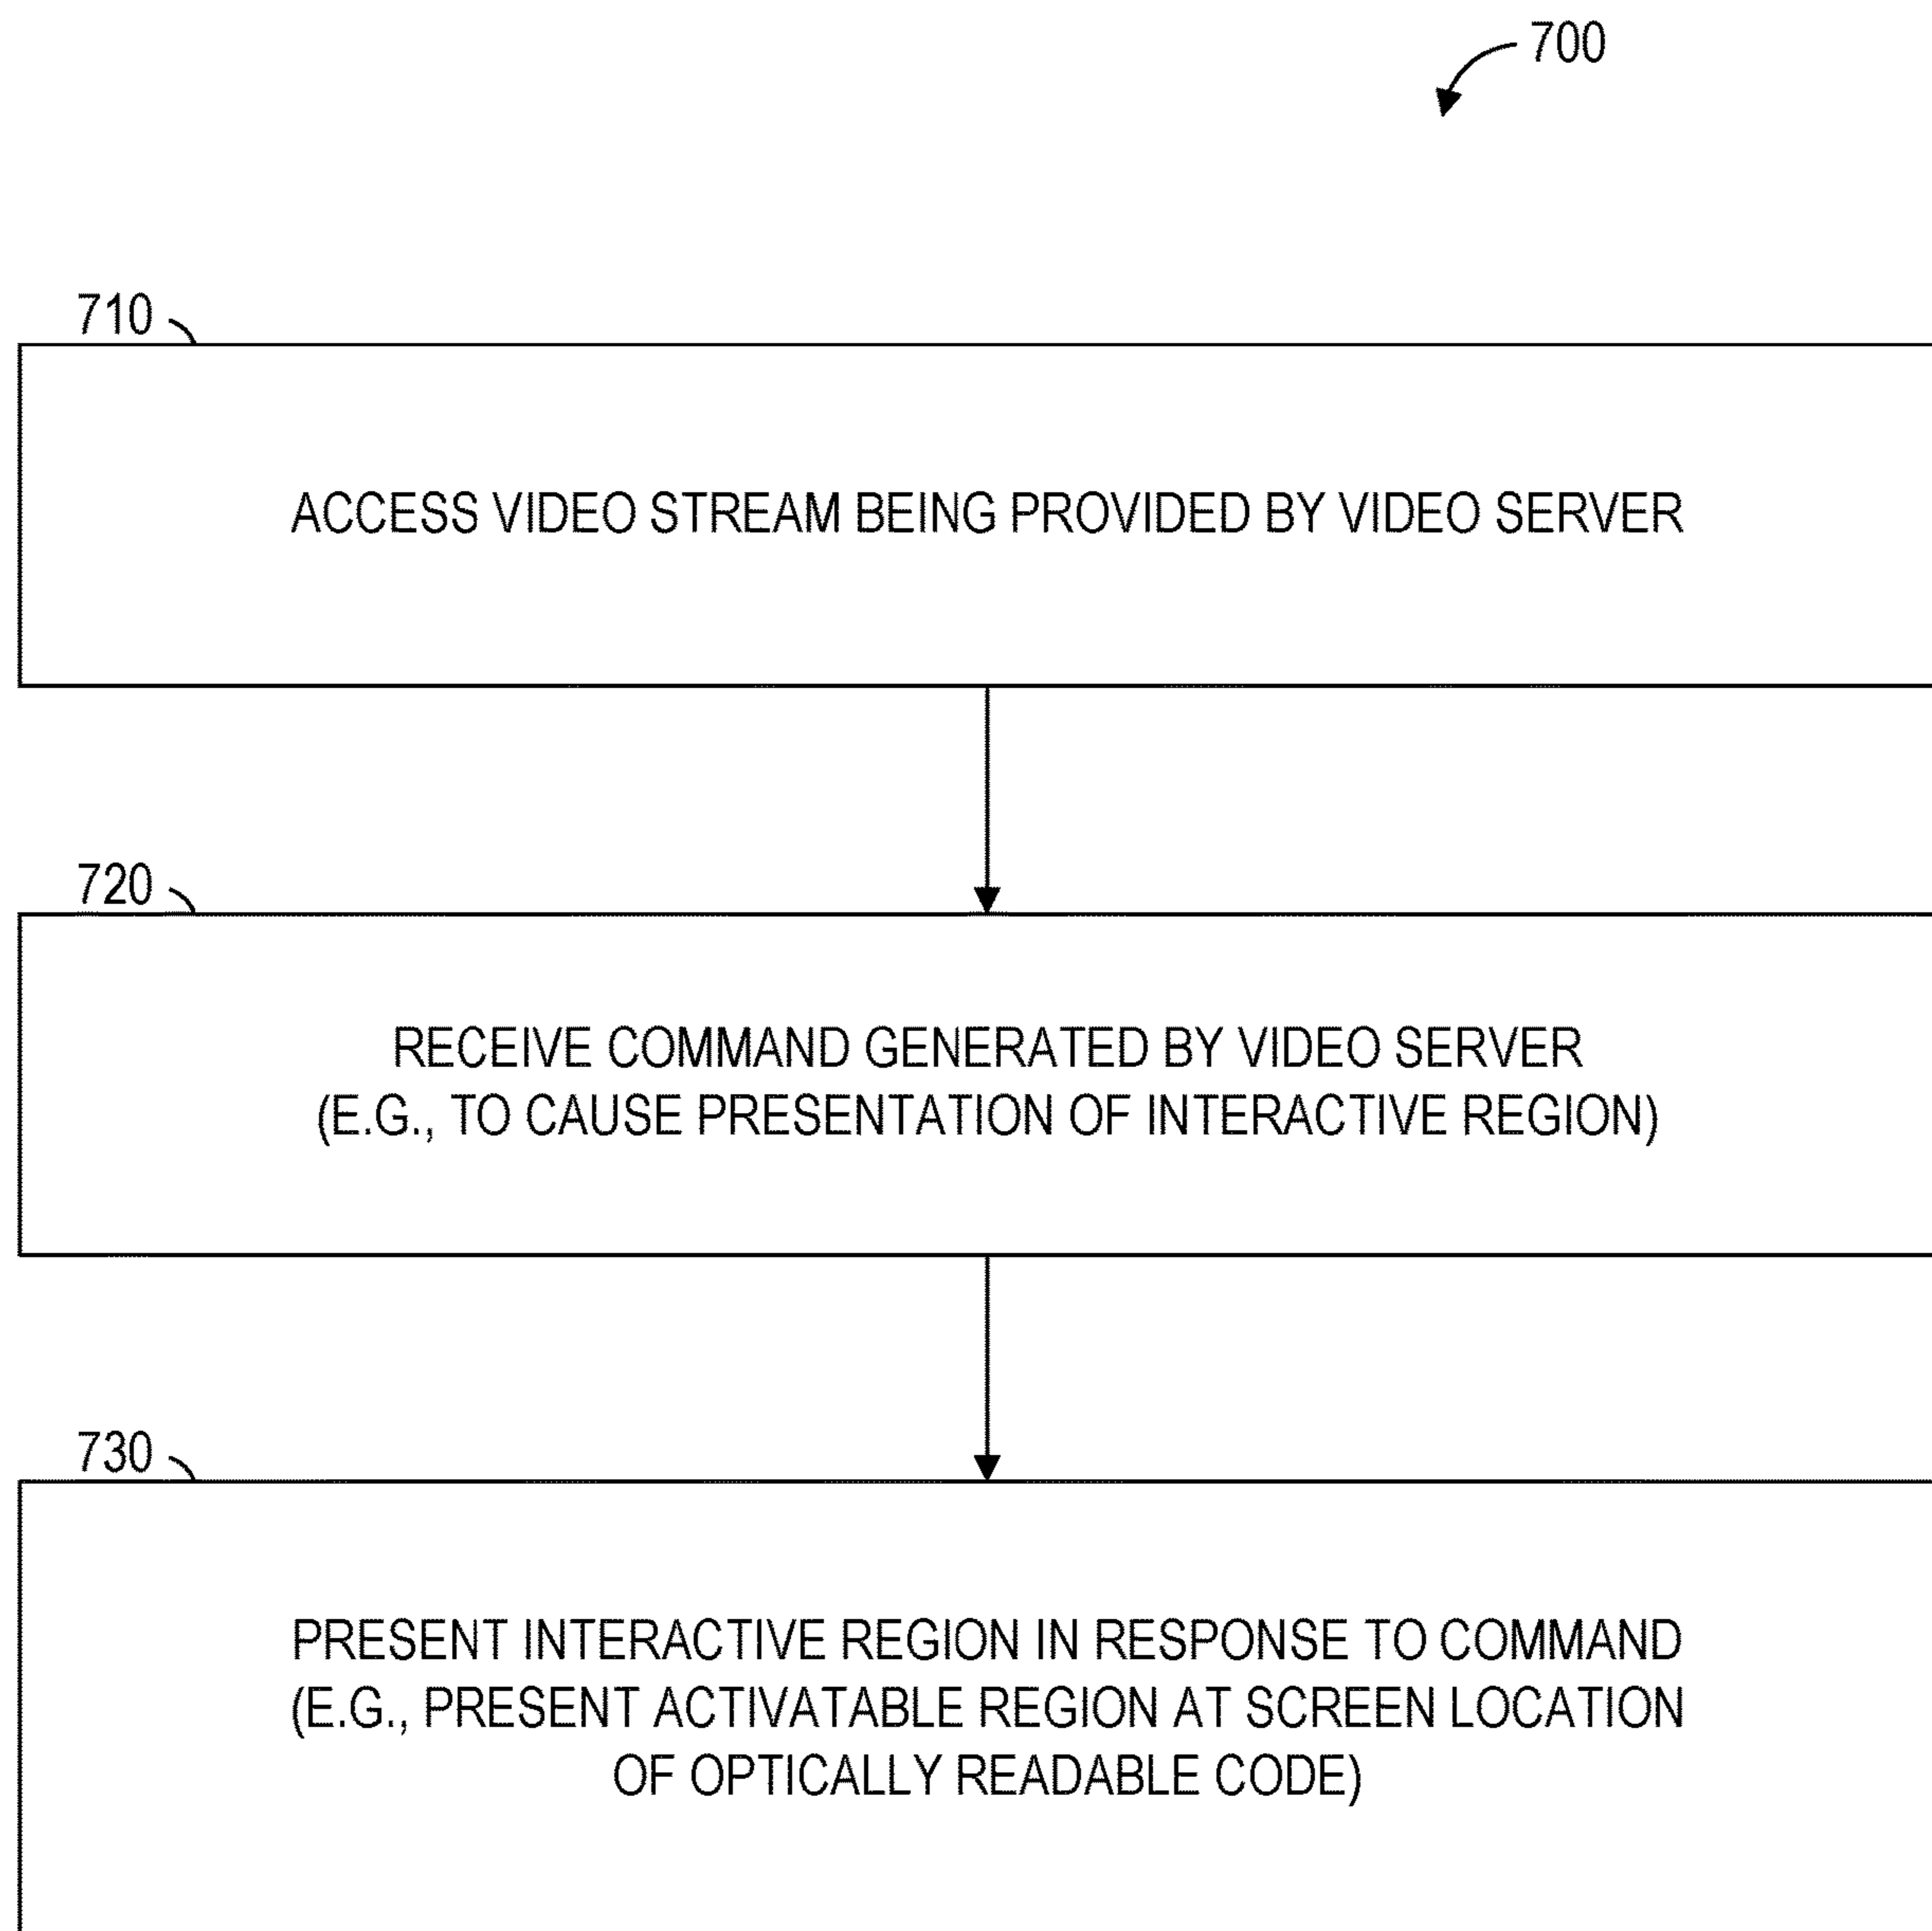 700
710
ACCESS VIDEO STREAM BEING PROVIDED BY VIDEO SERVER
720
RECEIVE COMMAND GENERATED BY VIDEO SERVER
(E.G., TO CAUSE PRESENTATION OF INTERACTIVE REGION)
730
PRESENT INTERACTIVE REGION IN RESPONSE TO COMMAND
(E.G., PRESENT ACTIVATABLE REGION AT SCREEN LOCATION
OF OPTICALLY READABLE CODE)